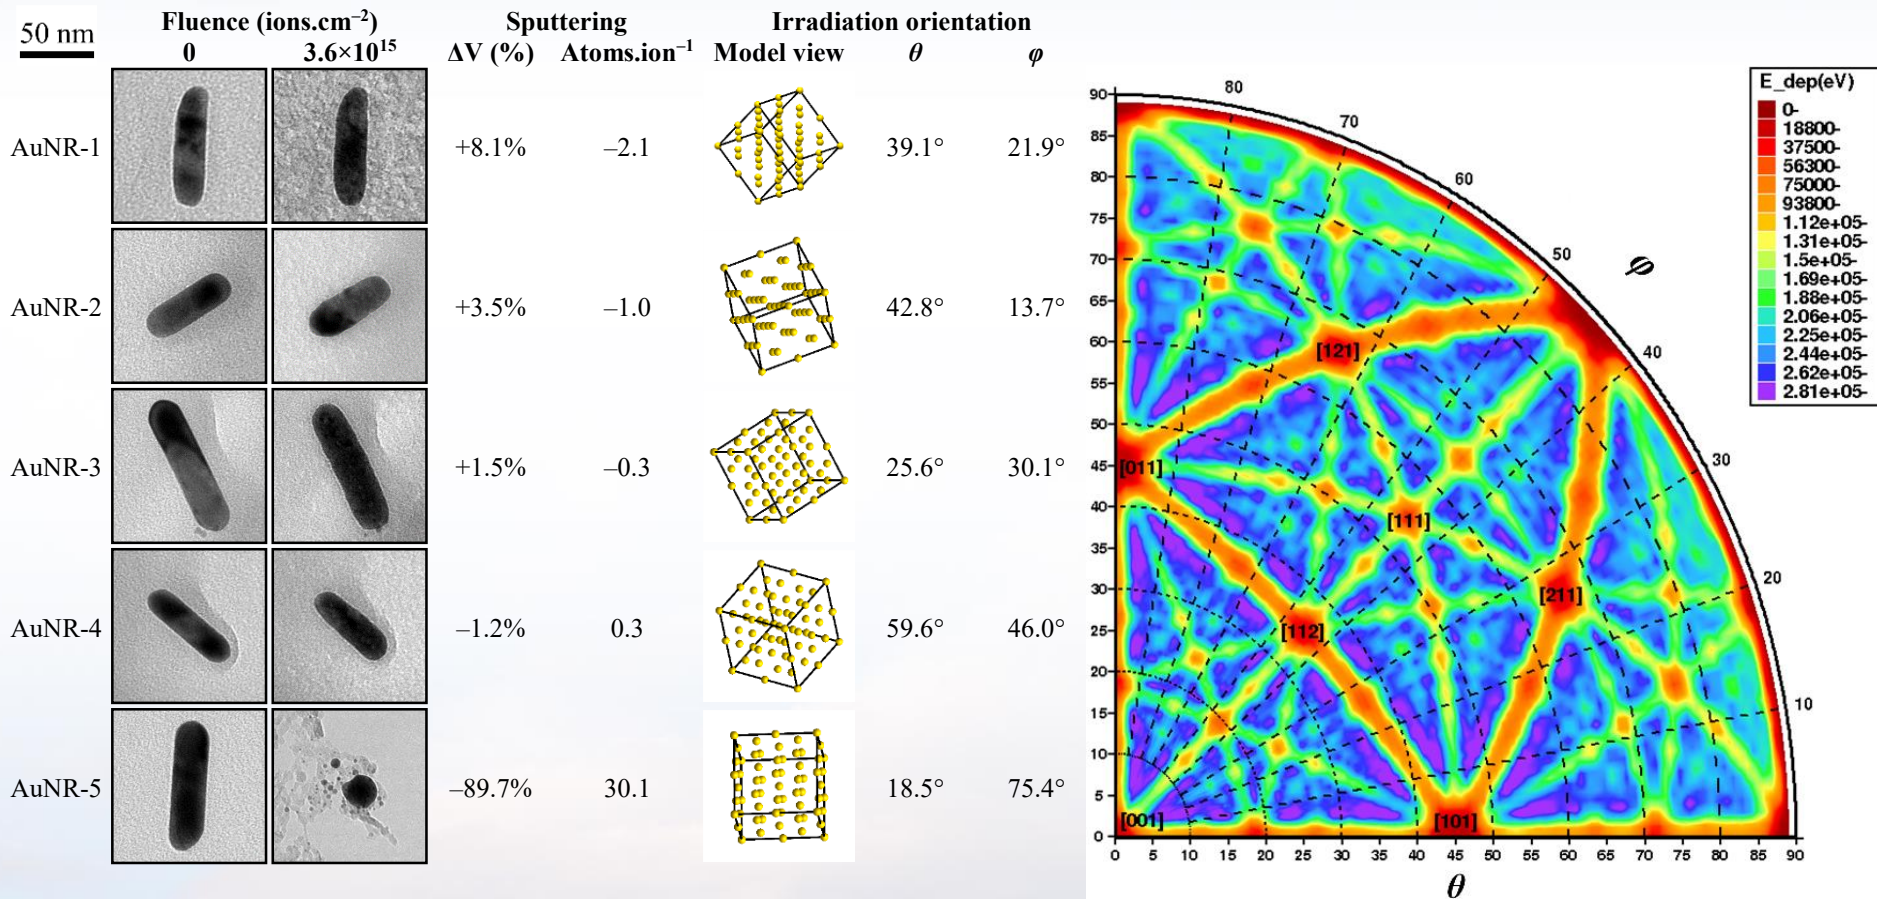 50 nm
Fluence (ions.cm⁻²) Sputtering Irradiation orientation
0 3.6×10¹⁵ ΔV (%) Atoms.ion⁻¹ Model view θ φ
AuNR-1 +8.1% –2.1 39.1° 21.9°
AuNR-2 +3.5% –1.0 42.8° 13.7°
AuNR-3 +1.5% –0.3 25.6° 30.1°
AuNR-4 –1.2% 0.3 59.6° 46.0°
AuNR-5 –89.7% 30.1 18.5° 75.4°
E_dep(eV)
0-
18800-
37500-
56300-
75000-
93800-
1.12e+05-
1.31e+05-
1.5e+05-
1.69e+05-
1.88e+05-
2.06e+05-
2.25e+05-
2.44e+05-
2.62e+05-
2.81e+05-
90
85
80
75
70
65
60
55
50
45
40
35
30
25
20
15
10
5
0
80
70
60
50
40
30
20
10
φ
[121]
[011]
[111]
[211]
[112]
[001]
[101]
0 5 10 15 20 25 30 35 40 45 50 55 60 65 70 75 80 85 90
θ